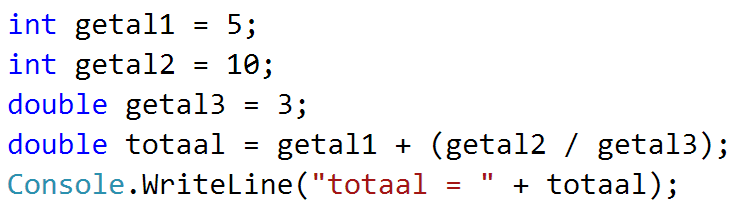 int getal1 = 5;
int getal2 = 10;
double getal3 = 3;
double totaal = getal1 + (getal2 / getal3);
Console.WriteLine("totaal = " + totaal);